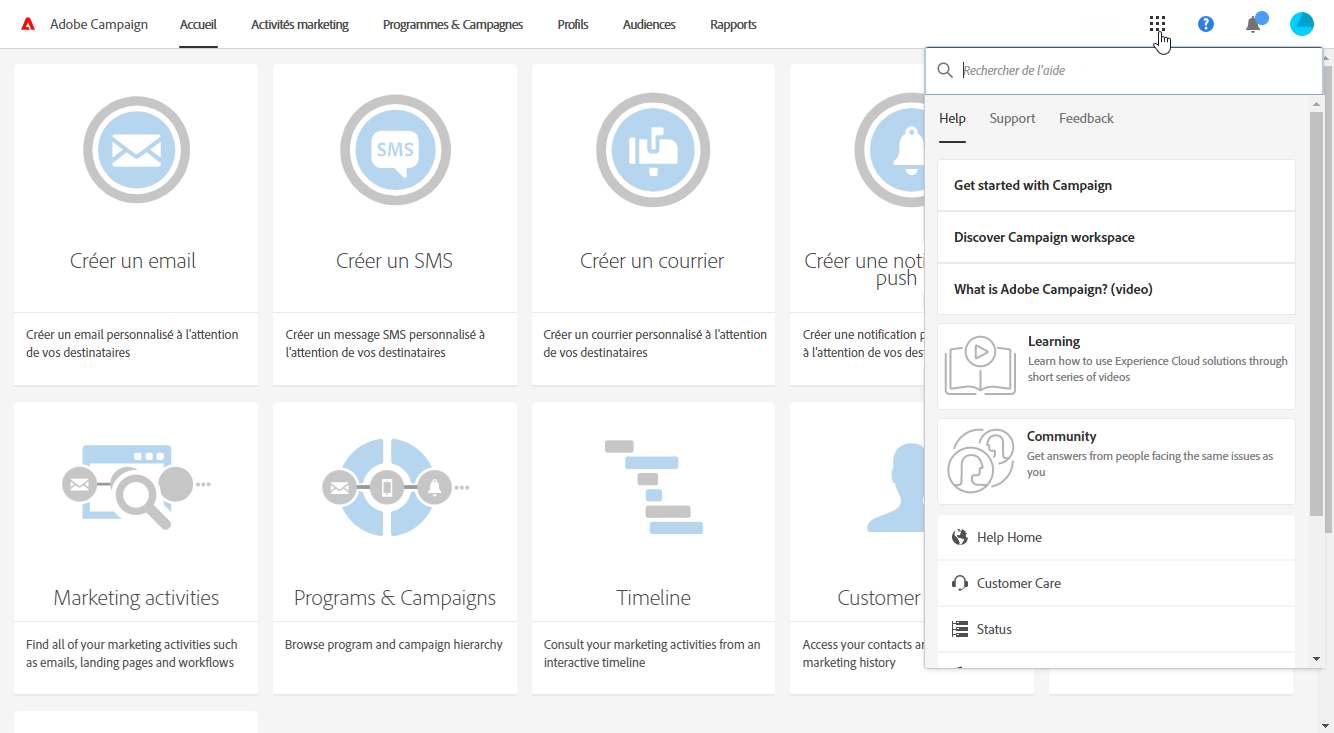 Adobe Campaign
Accueil
Activités marketing
Programmes & Campagnes
Profils
Audiences
Rapports
?
Rechercher de l'aide
Help
Support
Feedback
Get started with Campaign
Discover Campaign workspace
What is Adobe Campaign? (video)
Learning
Learn how to use Experience Cloud solutions through
short series of videos
Community
Get answers from people facing the same issues as
you
Help Home
Customer Care
Status
Créer un email
Créer un email personnalisé à l'attention
de vos destinataires
SMS
Créer un SMS
Créer un message SMS personnalisé à
l'attention de vos destinataires
Créer un courrier
Créer un courrier personnalisé à l'attention
de vos destinataires
Créer une noti
push
Créer une notification p
à l'attention de vos des
Marketing activities
Find all of your marketing activities such
as emails, landing pages and workflows
Programs & Campaigns
Browse program and campaign hierarchy
Timeline
Consult your marketing activities from an
interactive timeline
Customer
Access your contacts a
marketing history